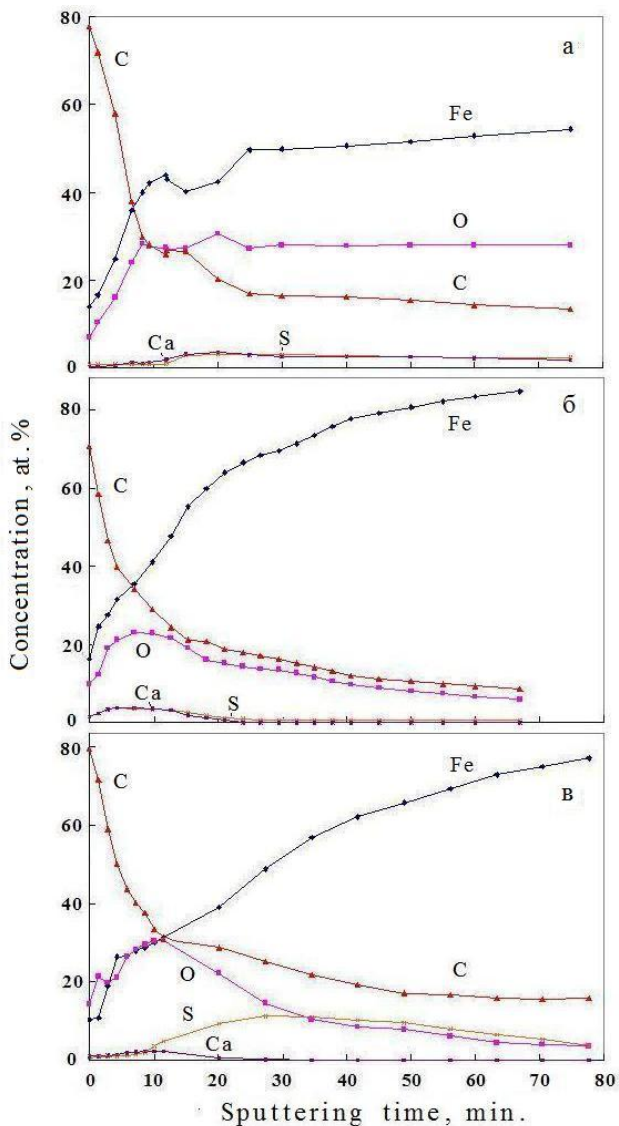 80
C
a
60
Fe
40
O
20
C
Ca
S
0
80
б
Fe
C
60
40
20
O
Ca
S
0
80
C
Fe
в
60
40
O
C
20
S
Ca
0
0 10 20 30 40 50 60 70 80
Sputtering time, min.
Concentration, at.%